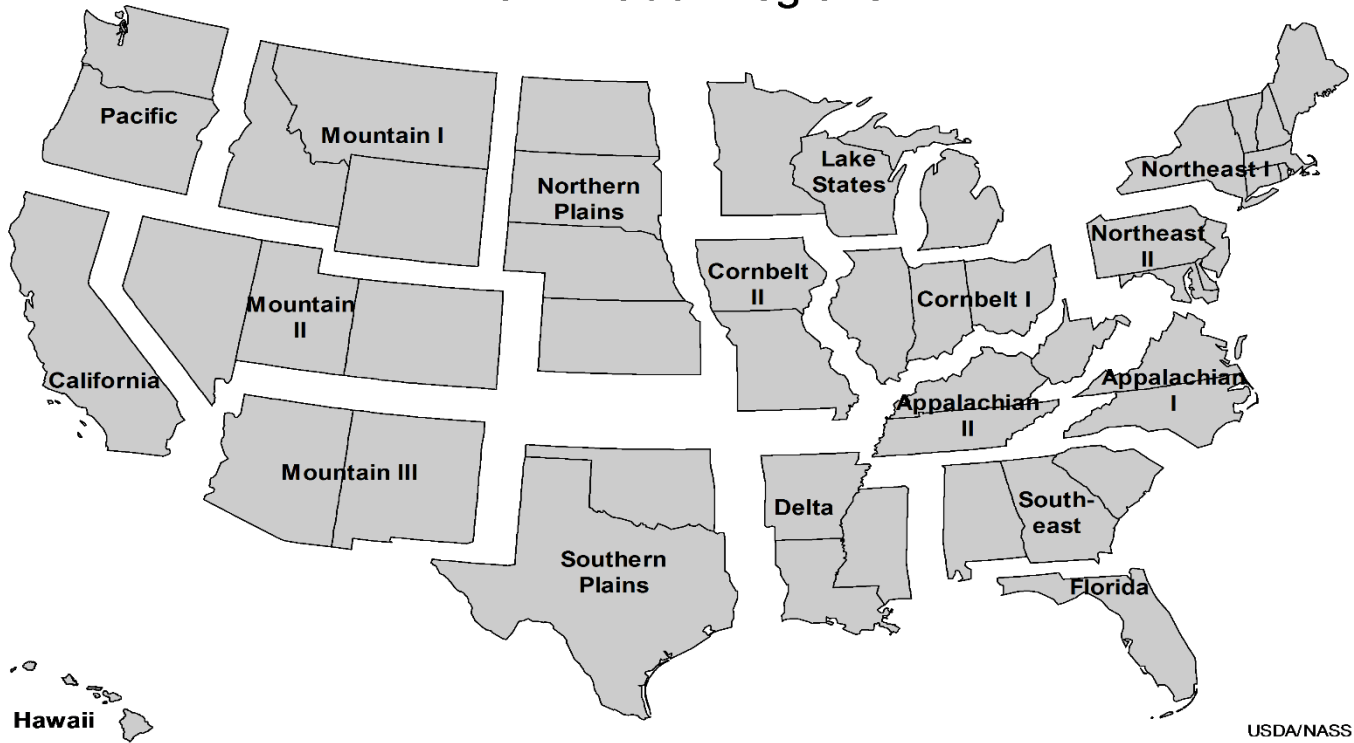 Pacific
Mountain I
Northern
Plains
Lake
States
Northeast I
Northeast
II
Cornbelt
II
Cornbelt I
Mountain
II
California
Appalachian
I
Appalachian
II
Mountain III
Delta
South-
east
Southern
Plains
Florida
Hawaii
USDA/NASS